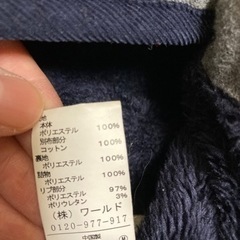 地
本体
ポリエステル 100%
別布部分
コットン 100%
裏地
ポリエステル 100%
詰物
ポリエステル 100%
リブ部分
ポリエステル 97%
ポリウレタン 3%
(株) ワールド
0120-977-917
中国製 M